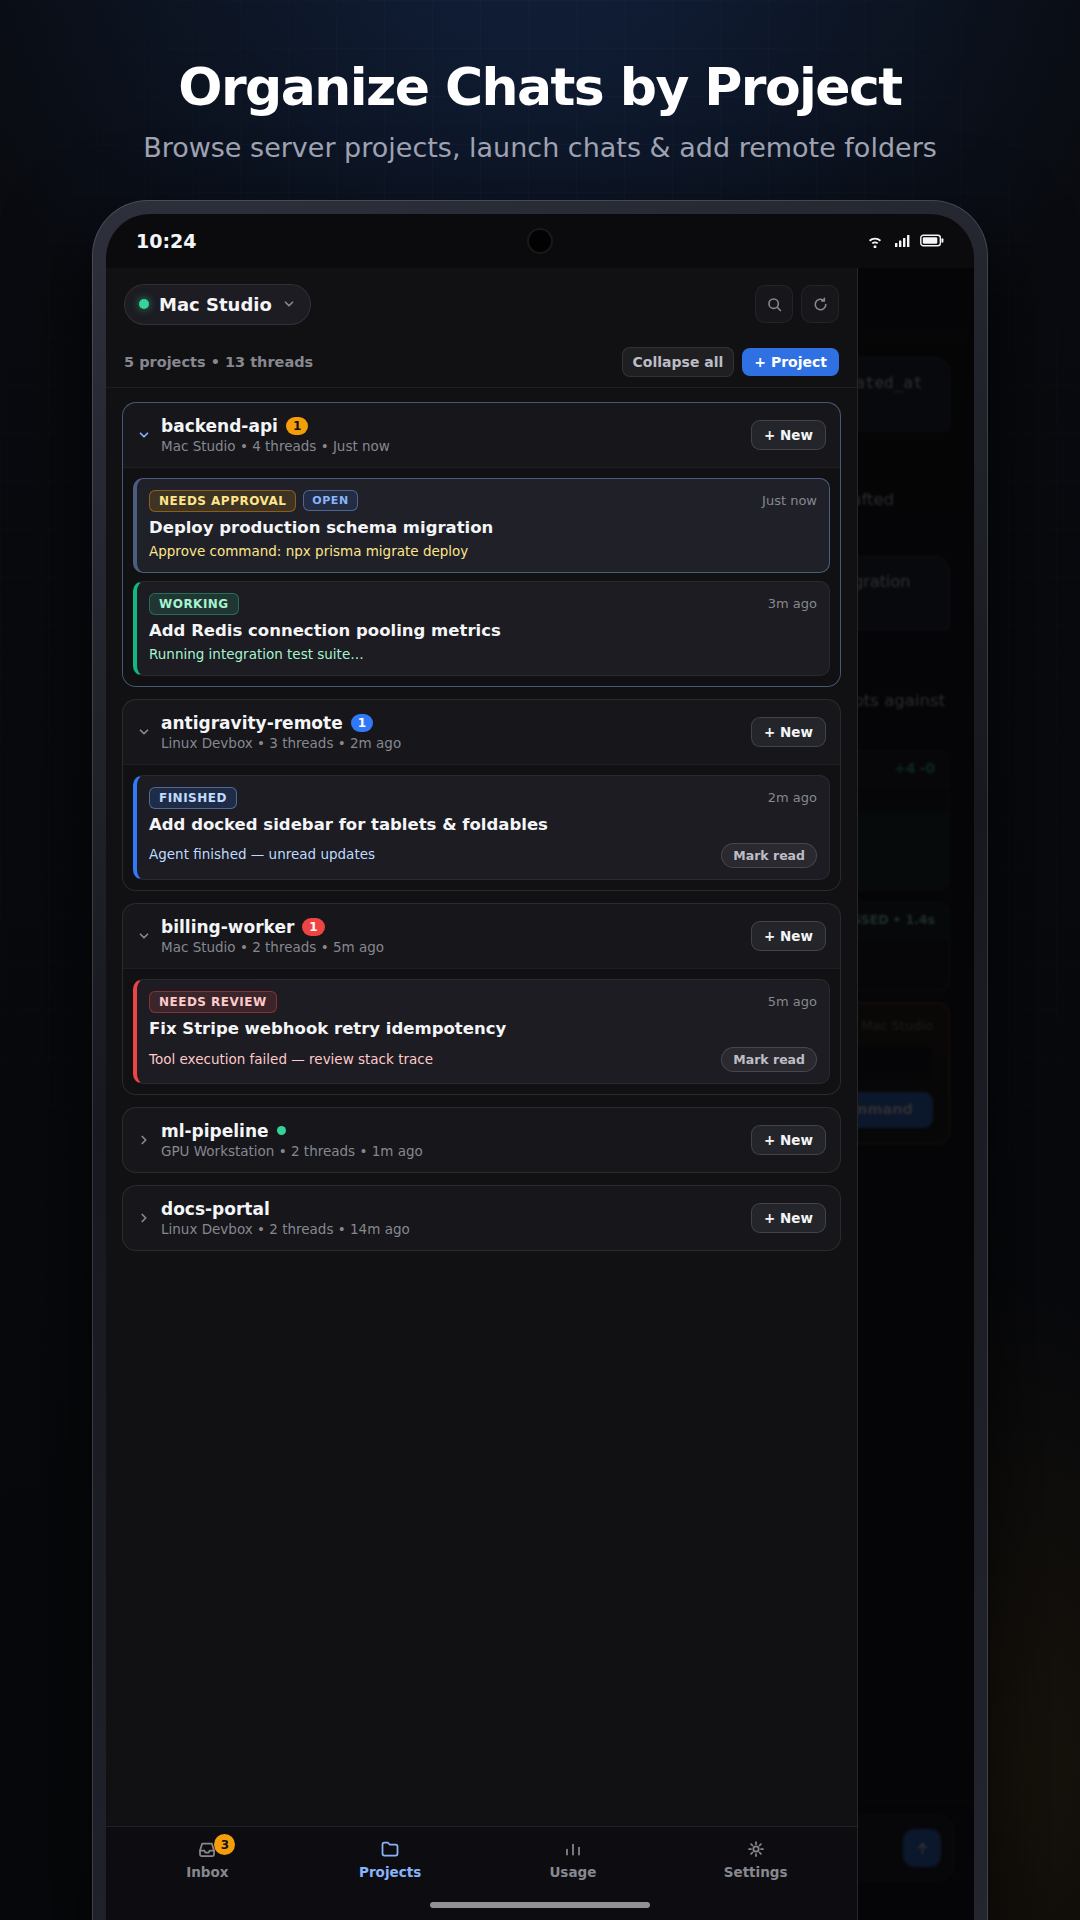 Organize Chats by Project
Browse server projects, launch chats & add remote folders
10:24
Mac Studio
5 projects • 13 threads
Collapse all
+ Project
backend-api 1
Mac Studio • 4 threads • Just now
+ New
NEEDS APPROVAL OPEN
Just now
Deploy production schema migration
Approve command: npx prisma migrate deploy
WORKING
3m ago
Add Redis connection pooling metrics
Running integration test suite…
antigravity-remote 1
Linux Devbox • 3 threads • 2m ago
+ New
FINISHED
2m ago
Add docked sidebar for tablets & foldables
Agent finished — unread updates
Mark read
billing-worker 1
Mac Studio • 2 threads • 5m ago
+ New
NEEDS REVIEW
5m ago
Fix Stripe webhook retry idempotency
Tool execution failed — review stack trace
Mark read
ml-pipeline
GPU Workstation • 2 threads • 1m ago
+ New
docs-portal
Linux Devbox • 2 threads • 14m ago
+ New
against
+4 -0
• 1.4s
Mac Studio
3
Inbox
Projects
Usage
Settings